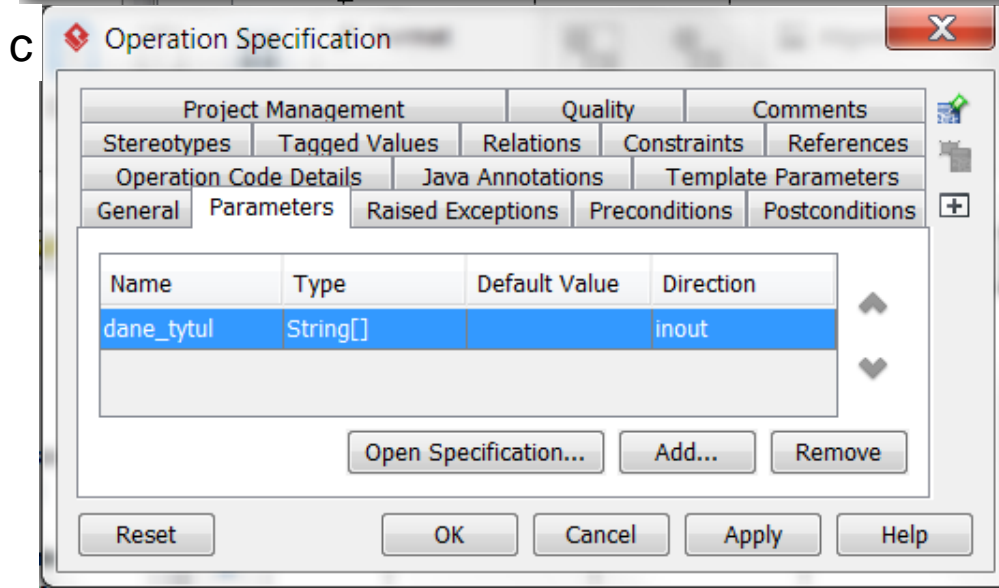 c
Operation Specification
Project Management Quality Comments
Stereotypes Tagged Values Relations Constraints References
Operation Code Details Java Annotations Template Parameters
General Parameters Raised Exceptions Preconditions Postconditions
Name Type Default Value Direction
dane_tytul String[] inout
Open Specification... Add... Remove
Reset OK Cancel Apply Help